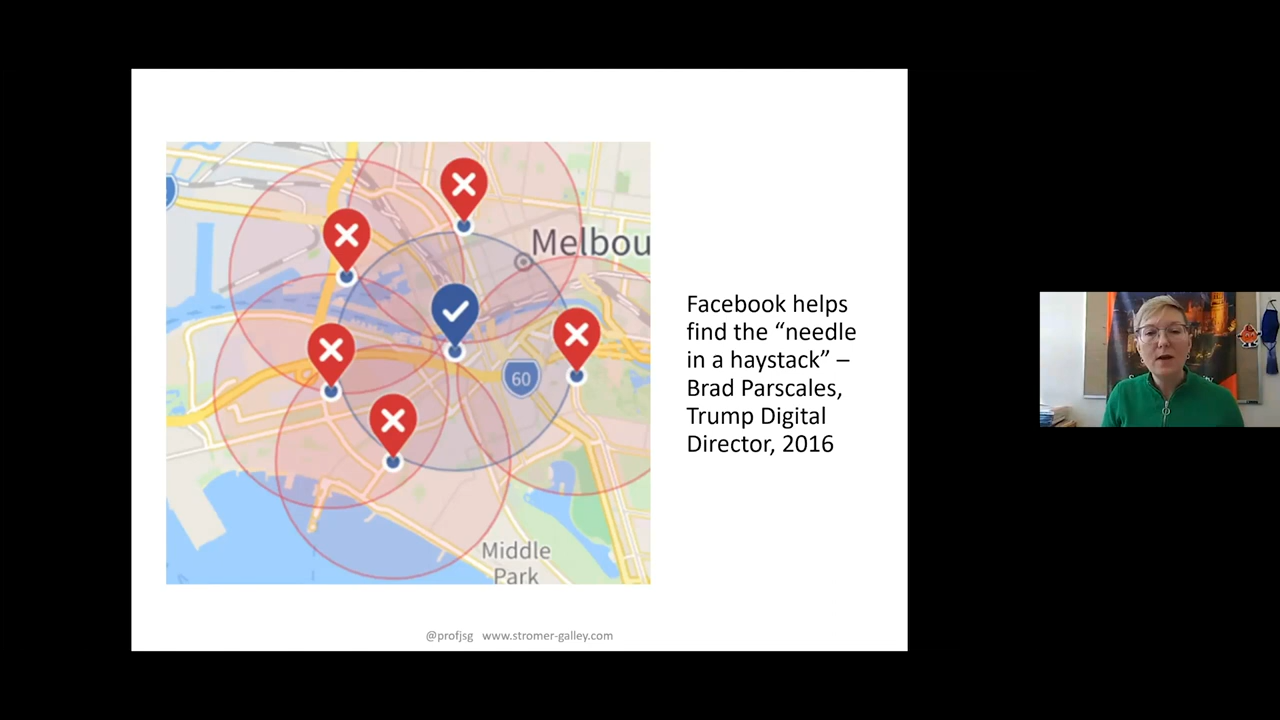 Melbou
60
Middle
Park
Facebook helps
find the “needle
in a haystack” –
Brad Parscales,
Trump Digital
Director, 2016
@profjsg www.stromer-galley.com